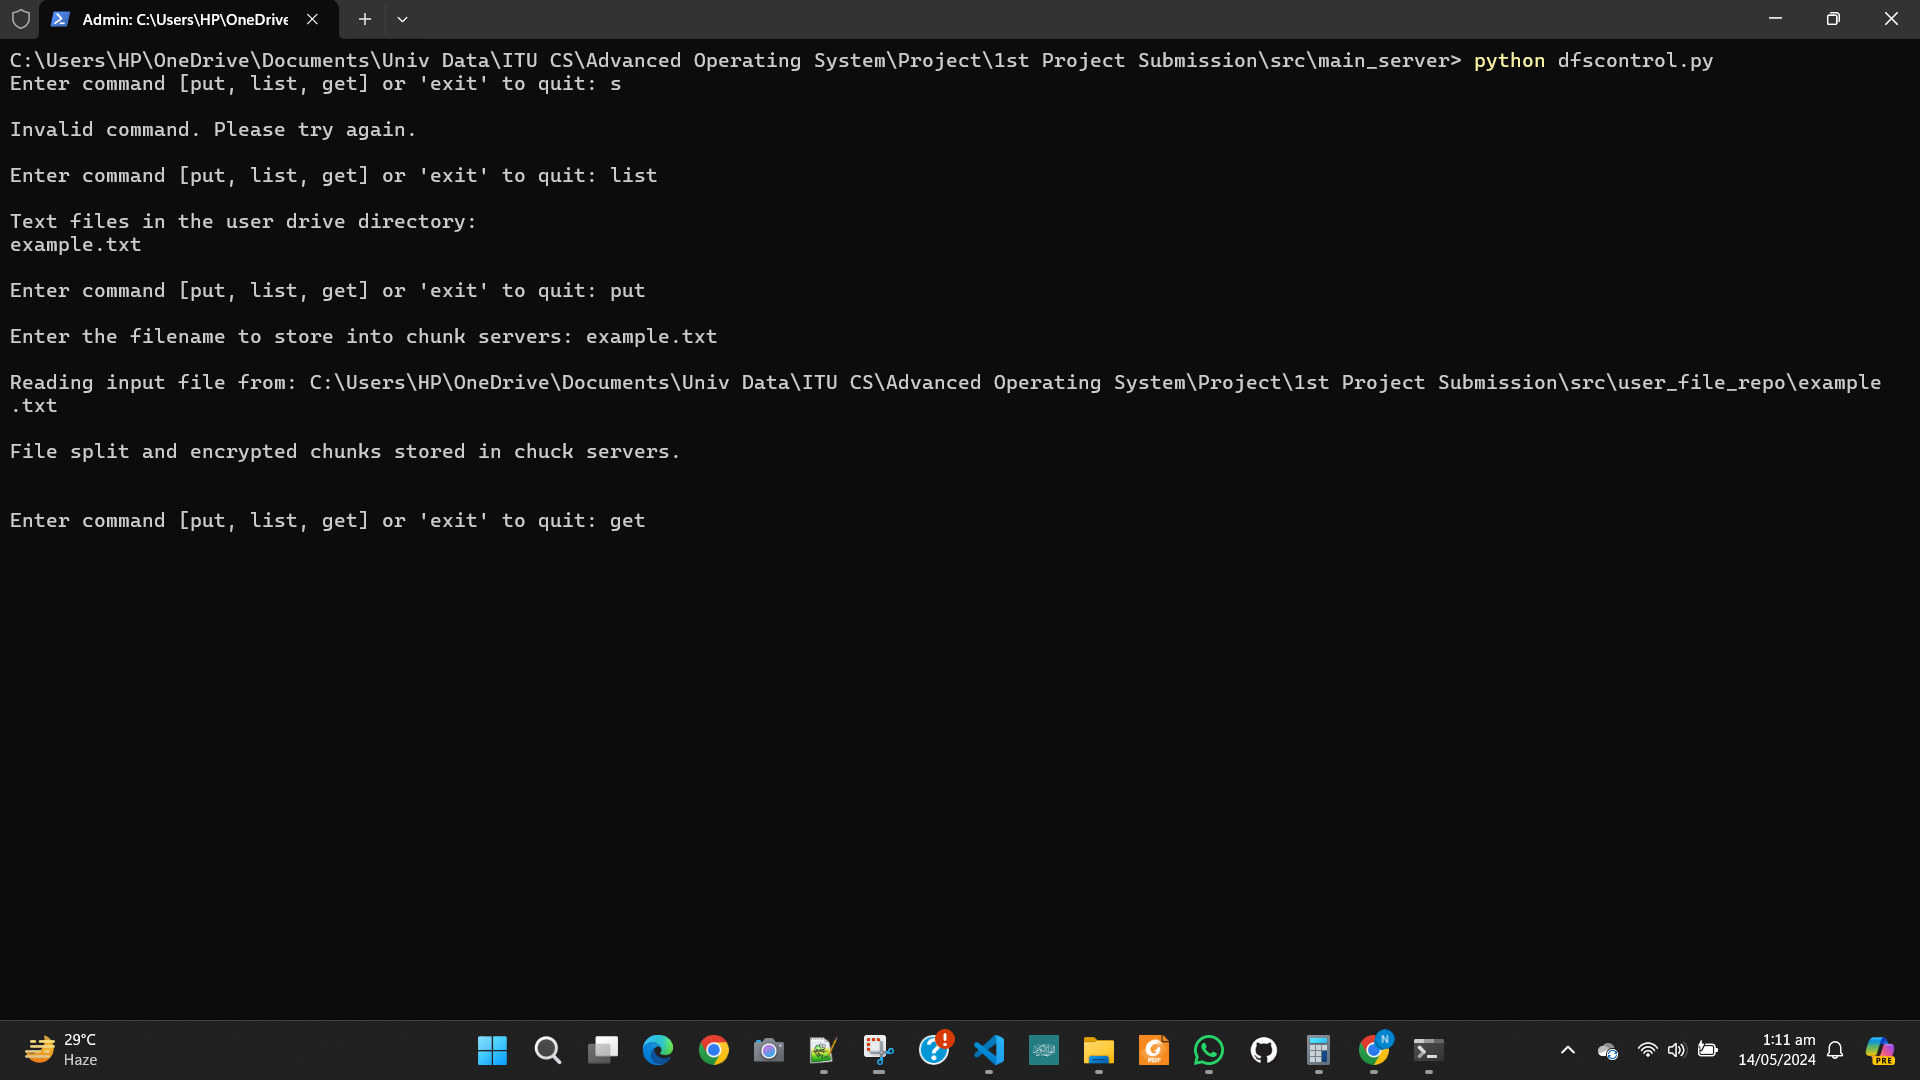 Admin: C:\Users\HP\OneDrive
C:\Users\HP\OneDrive\Documents\Univ Data\ITU CS\Advanced Operating System\Project\1st Project Submission\src\main_server> python dfscontrol.py
Enter command [put, list, get] or 'exit' to quit: s
Invalid command. Please try again.
Enter command [put, list, get] or 'exit' to quit: list
Text files in the user drive directory:
example.txt
Enter command [put, list, get] or 'exit' to quit: put
Enter the filename to store into chunk servers: example.txt
Reading input file from: C:\Users\HP\OneDrive\Documents\Univ Data\ITU CS\Advanced Operating System\Project\1st Project Submission\src\user_file_repo\example
.txt
File split and encrypted chunks stored in chuck servers.
Enter command [put, list, get] or 'exit' to quit: get
29°C
Haze
PDF
N
1:11 am
14/05/2024
PRE